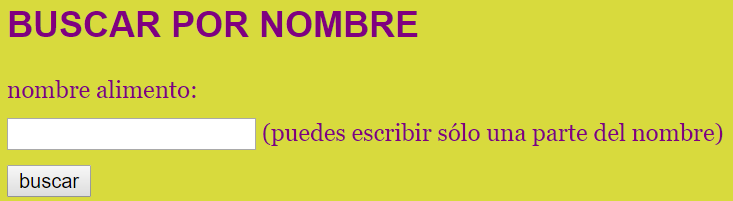 BUSCAR POR NOMBRE
nombre alimento:
(puedes escribir sólo una parte del nombre)
buscar